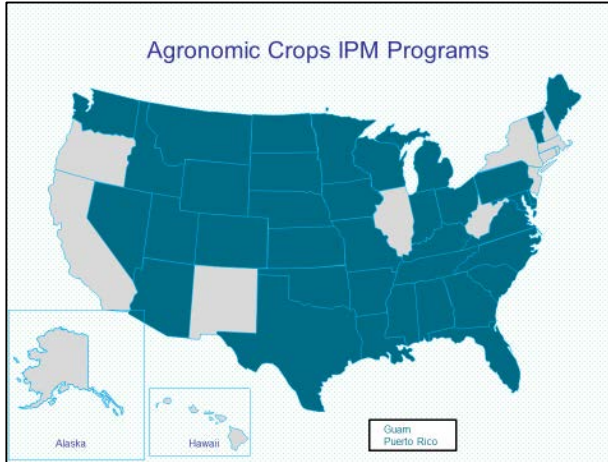 Agronomic Crops IPM Programs
Alaska
Hawaii
Guam
Puerto Rico